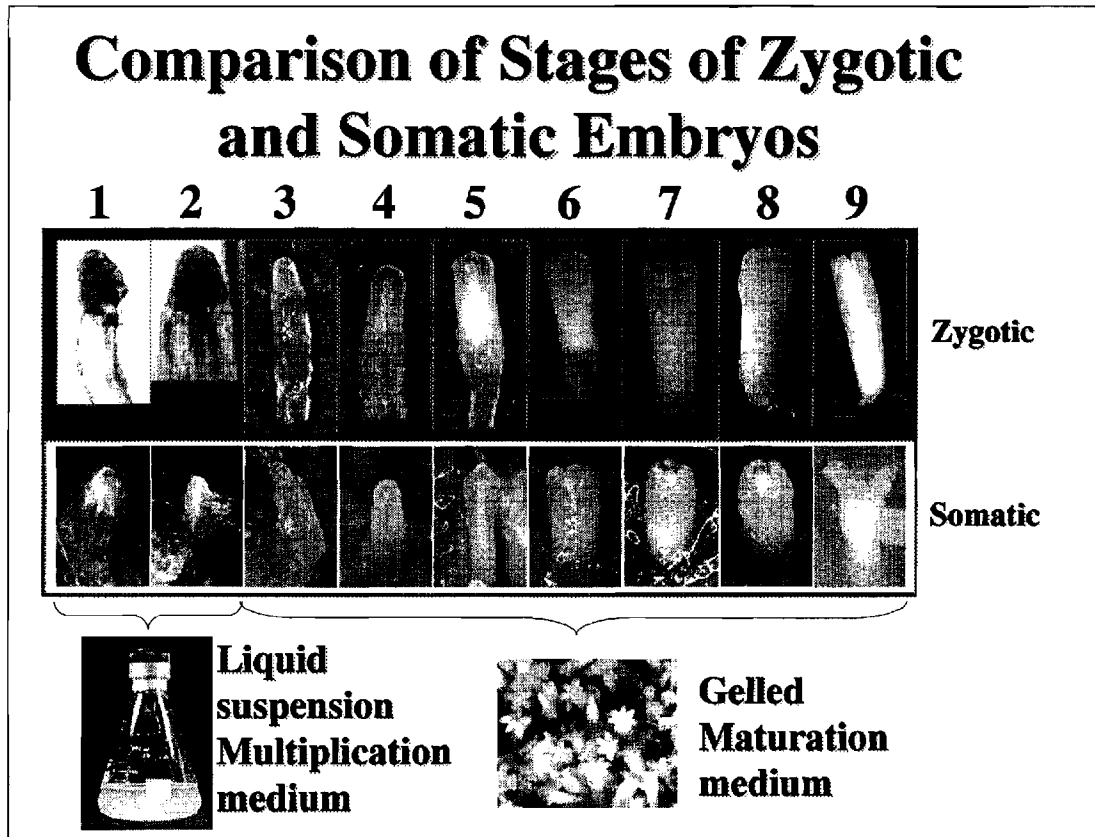 Comparison of Stages of Zygotic
and Somatic Embryos
1 2 3 4 5 6 7 8 9
Zygotic
Somatic
Liquid
suspension
Multiplication
medium
Gelled
Maturation
medium